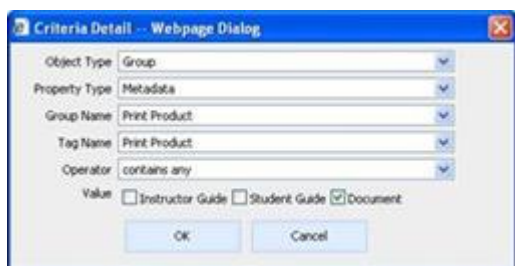 Criteria Detail -- Webpage Dialog
Object Type Group
Property Type Metadata
Group Name Print Product
Tag Name Print Product
Operator contains any
Value Instructor Guide Student Guide Document
OK Cancel